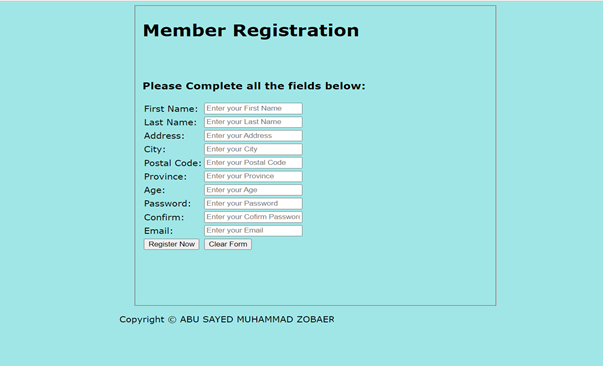 Member Registration
Please Complete all the fields below:
First Name: Enter your First Name
Last Name: Enter your Last Name
Address: Enter your Address
City: Enter your City
Postal Code: Enter your Postal Code
Province: Enter your Province
Age: Enter your Age
Password: Enter your Password
Confirm: Enter your Cofirm Password
Email: Enter your Email
Register Now Clear Form
Copyright © ABU SAYED MUHAMMAD ZOBAER